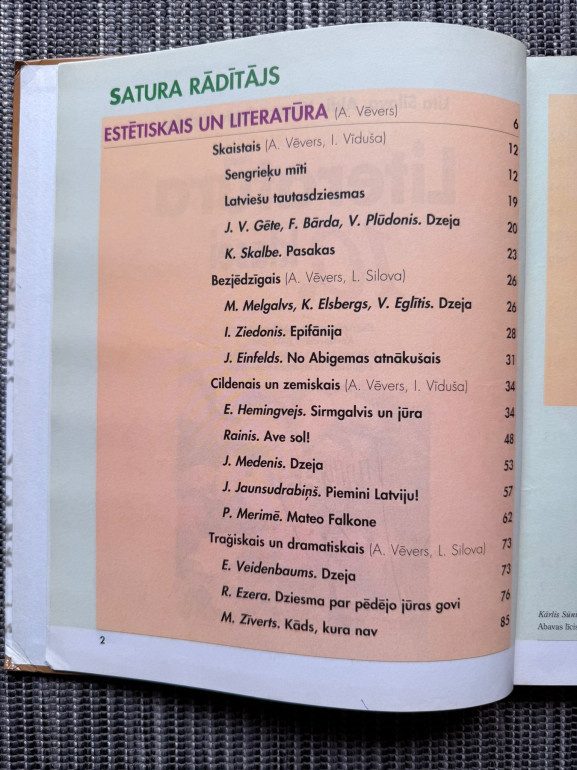 SATURA RĀDĪTĀJS
ESTĒTISKAIS UN LITERATŪRA (A. Vēvers) 6
Skaistais (A. Vēvers, I. Vīduša) 12
Sengrieķu mīti 12
Latviešu tautasdziesmas 19
J. V. Gēte, F. Bārda, V. Plūdonis. Dzeja 20
K. Skalbe. Pasakas 23
Bezjēdzīgais (A. Vēvers, L. Silova) 26
M. Melgalvs, K. Elsbergs, V. Eglītis. Dzeja 26
I. Ziedonis. Epifānija 28
J. Einfelds. No Abigemas atnākušais 31
Cildenais un zemiskais (A. Vēvers, I. Vīduša) 34
E. Hemingvejs. Sirmgalvis un jūra 34
Rainis. Ave sol! 48
J. Medenis. Dzeja 53
J. Jaunsudrabiņš. Piemini Latviju! 57
P. Merimē. Mateo Falkone 62
Traģiskais un dramatiskais (A. Vēvers, L. Silova) 73
E. Veidenbaums. Dzeja 73
R. Ezera. Dziesma par pēdējo jūras govi 76
M. Zīverts. Kāds, kura nav 85
2
Kārlis
Abavas